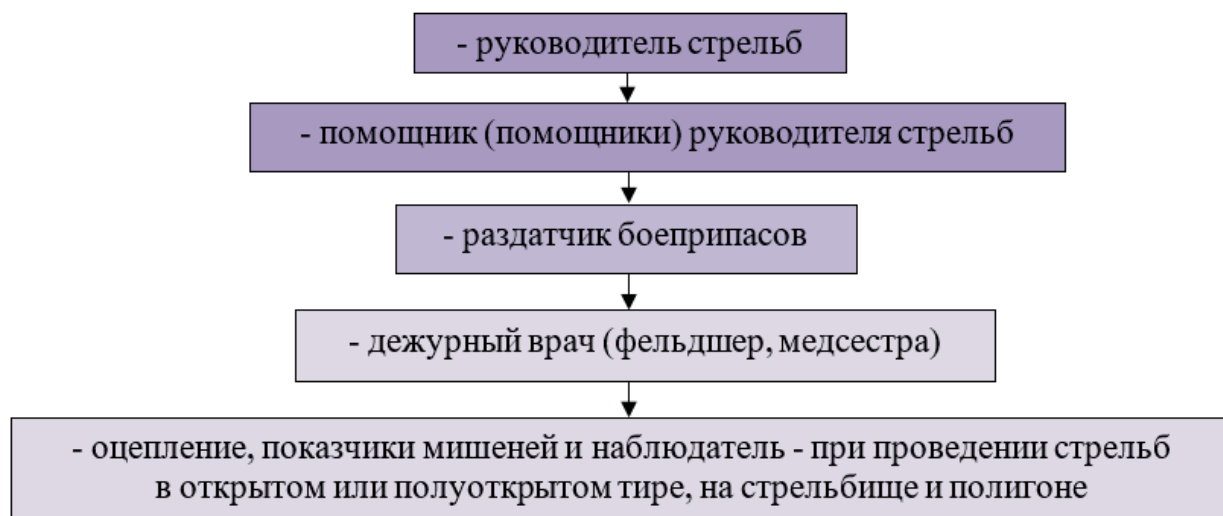 - руководитель стрельб
- помощник (помощники) руководителя стрельб
- раздатчик боеприпасов
- дежурный врач (фельдшер, медсестра)
- оцепление, показчики мишеней и наблюдатель - при проведении стрельб
в открытом или полуоткрытом тире, на стрельбище и полигоне